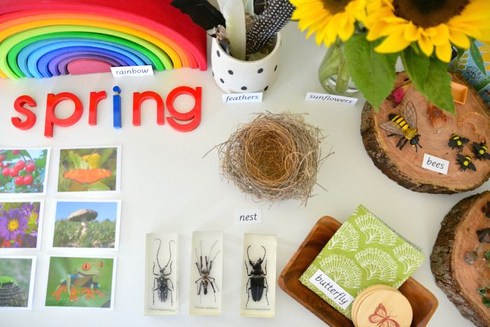 rainbow
spring
feathers
sunflowers
bees
nest
butterfly